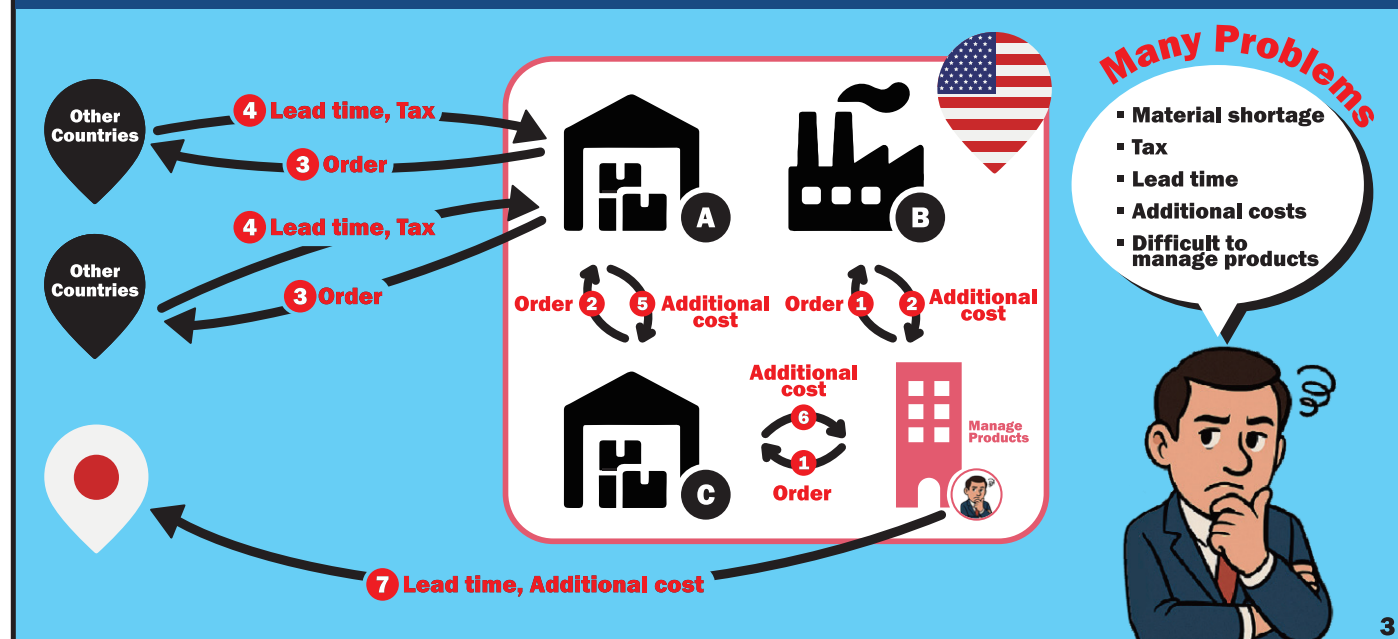 Other
Countries
4 Lead time, Tax
3 Order
4 Lead time, Tax
Other
Countries
3 Order
A
B
Order 2
5 Additional
cost
Order 1
2 Additional
cost
C
Additional
cost
6
1
Order
Manage
Products
7 Lead time, Additional cost
Many Problems
▪ Material shortage
▪ Tax
▪ Lead time
▪ Additional costs
▪ Difficult to
manage products
3